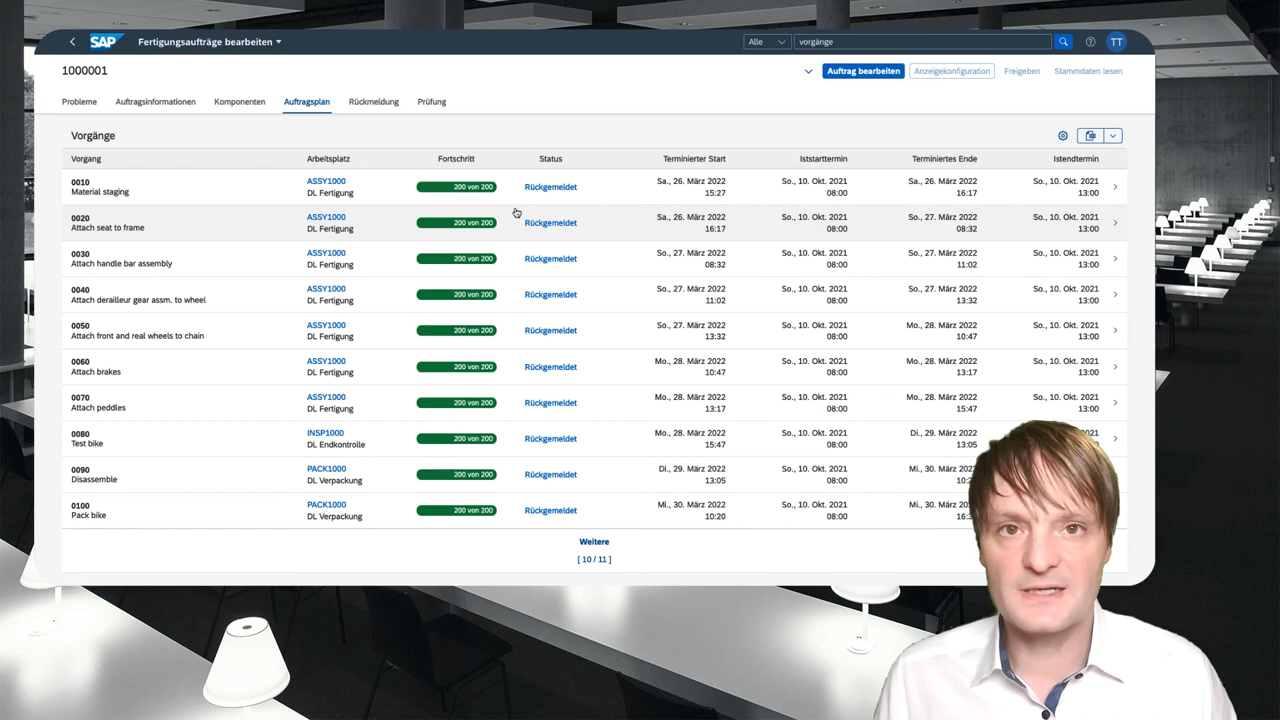 SAP Fertigungsaufträge bearbeiten Alle vorgänge TT
1000001 Auftrag bearbeiten Anzeigekonfiguration Freigeben Stammdaten lesen
Probleme Auftragsinformationen Komponenten Auftragsplan Rückmeldung Prüfung
Vorgänge
Vorgang Arbeitsplatz Fortschritt Status Terminierter Start Iststarttermin Terminiertes Ende Istendtermin
0010 ASSY1000 200 von 200 Rückgemeldet Sa., 26. März 2022 So., 10. Okt. 2021 Sa., 26. März 2022 So., 10. Okt. 2021
Material staging DL Fertigung 15:27 08:00 16:17 13:00
0020 ASSY1000 200 von 200 Rückgemeldet Sa., 26. März 2022 So., 10. Okt. 2021 So., 27. März 2022 So., 10. Okt. 2021
Attach seat to frame DL Fertigung 16:17 08:00 08:32 13:00
0030 ASSY1000 200 von 200 Rückgemeldet So., 27. März 2022 So., 10. Okt. 2021 So., 27. März 2022 So., 10. Okt. 2021
Attach handle bar assembly DL Fertigung 08:32 08:00 11:02 13:00
0040 ASSY1000 200 von 200 Rückgemeldet So., 27. März 2022 So., 10. Okt. 2021 So., 27. März 2022 So., 10. Okt. 2021
Attach derailleur gear assm. to wheel DL Fertigung 11:02 08:00 13:32 13:00
0050 ASSY1000 200 von 200 Rückgemeldet So., 27. März 2022 So., 10. Okt. 2021 Mo., 28. März 2022 So., 10. Okt. 2021
Attach front and real wheels to chain DL Fertigung 13:32 08:00 10:47 13:00
0060 ASSY1000 200 von 200 Rückgemeldet Mo., 28. März 2022 So., 10. Okt. 2021 Mo., 28. März 2022 So., 10. Okt. 2021
Attach brakes DL Fertigung 10:47 08:00 13:17 13:00
0070 ASSY1000 200 von 200 Rückgemeldet Mo., 28. März 2022 So., 10. Okt. 2021 Mo., 28. März 2022 So., 10. Okt. 2021
Attach peddles DL Fertigung 13:17 08:00 15:47 13:00
0080 INSP1000 200 von 200 Rückgemeldet Mo., 28. März 2022 So., 10. Okt. 2021 Di., 29. März 2022 2021
Test bike DL Endkontrolle 15:47 08:00 13:05 13:00
0090 PACK1000 200 von 200 Rückgemeldet Di., 29. März 2022 So., 10. Okt. 2021 Mi., 30. März
Disassemble DL Verpackung 13:05 08:00
0100 PACK1000 200 von 200 Rückgemeldet Mi., 30. März 2022 So., 10. Okt. 2021 Mi., 30. März
Pack bike DL Verpackung 10:20 08:00
Weitere
[ 10 / 11 ]